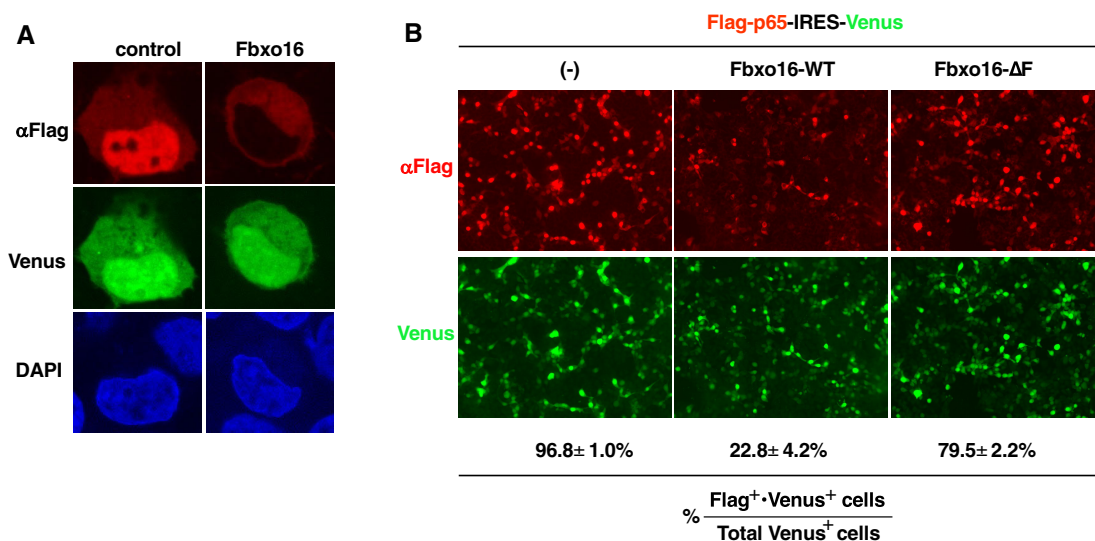 A
control Fbxo16
αFlag
Venus
DAPI
B
Flag-p65-IRES-Venus
(-) Fbxo16-WT Fbxo16-ΔF
αFlag
Venus
96.8± 1.0% 22.8± 4.2% 79.5± 2.2%
% Flag+•Venus+ cells
Total Venus+ cells